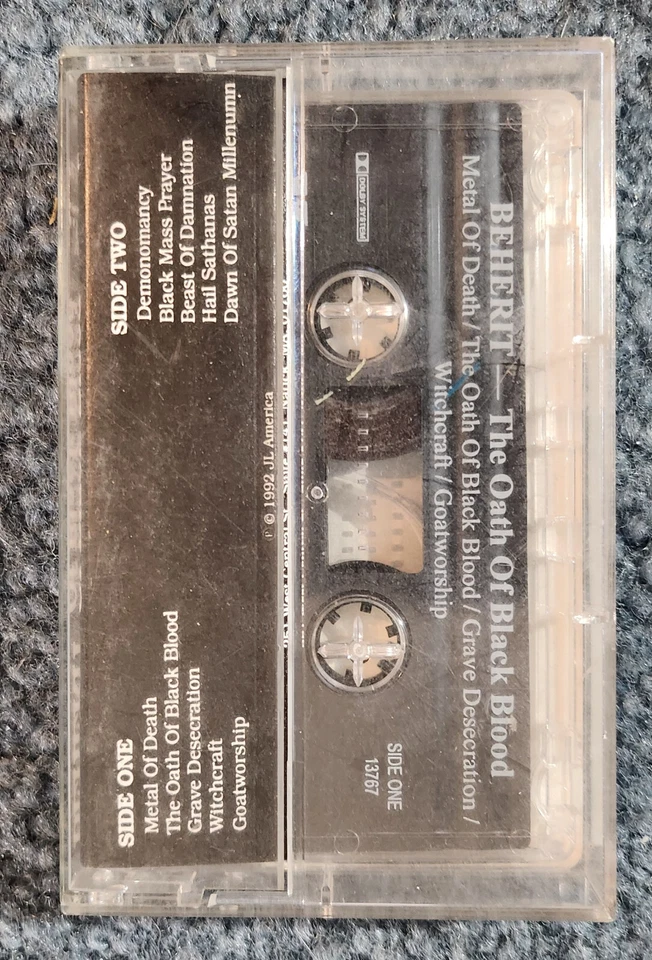 SIDE ONE
Metal Of Death
The Oath Of Black Blood
Grave Desecration
Witchcraft
Goatworship
SIDE TWO
Demonomancy
Black Mass Prayer
Beast Of Damnation
Hail Sathanas
Dawn Of Satan Millenumn
℗ © 1992 JL America
BEHERIT — The Oath Of Black Blood
Metal Of Death / The Oath Of Black Blood / Grave Desecration /
Witchcraft / Goatworship
DOLBY SYSTEM
SIDE ONE
13767